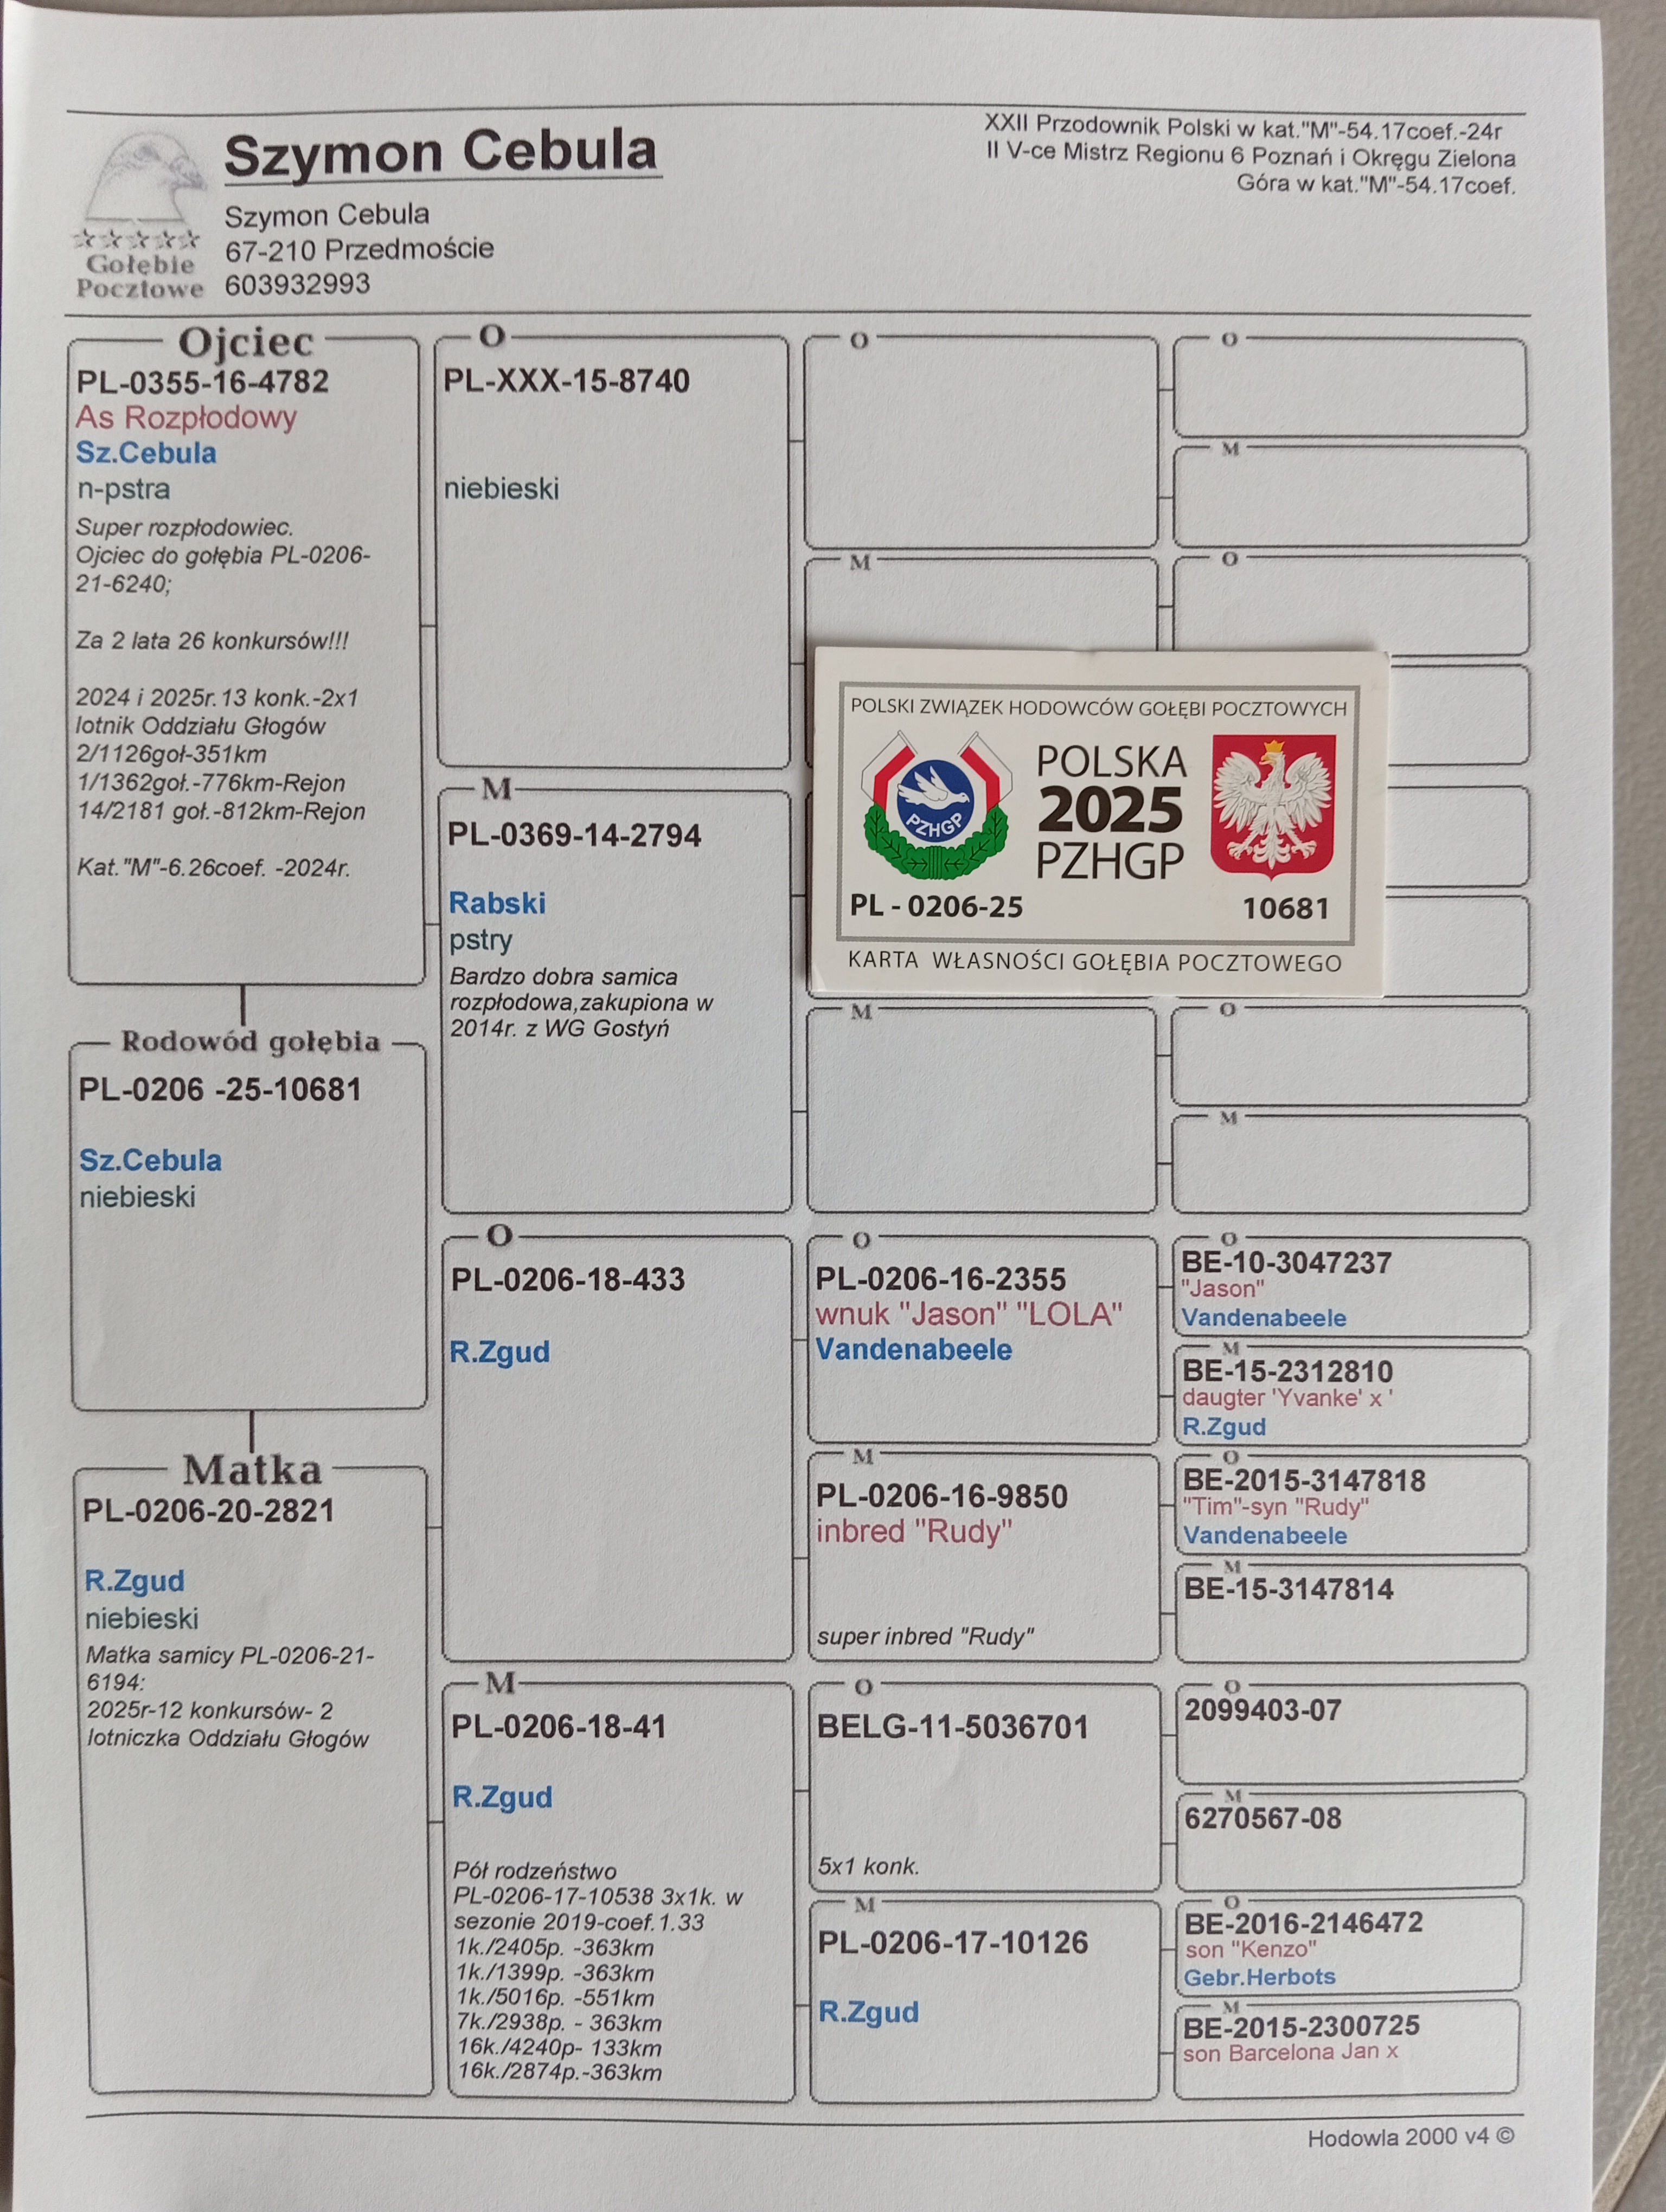 Szymon Cebula
Szymon Cebula
67-210 Przedmoście
603932993
Gołębie
Pocztowe
XXII Przodownik Polski w kat."M"-54.17coef.-24r
II V-ce Mistrz Regionu 6 Poznań i Okręgu Zielona
Góra w kat."M"-54.17coef.
Ojciec
PL-0355-16-4782
As Rozpłodowy
Sz.Cebula
n-pstra
Super rozpłodowiec.
Ojciec do gołębia PL-0206-
21-6240;
Za 2 lata 26 konkursów!!!
2024 i 2025r. 13 konk.-2x1
lotnik Oddziału Głogów
2/1126goł-351km
1/1362goł.-776km-Rejon
14/2181 goł.-812km-Rejon
Kat."M"-6.26coef. -2024r.
Rodowód gołębia
PL-0206 -25-10681
Sz.Cebula
niebieski
Matka
PL-0206-20-2821
R.Zgud
niebieski
Matka samicy PL-0206-21-
6194:
2025r-12 konkursów- 2
lotniczka Oddziału Głogów
O
PL-XXX-15-8740
niebieski
M
PL-0369-14-2794
Rabski
pstry
Bardzo dobra samica
rozpłodowa,zakupiona w
2014r. z WG Gostyń
O
PL-0206-18-433
R.Zgud
M
PL-0206-18-41
R.Zgud
Pół rodzeństwo
PL-0206-17-10538 3x1k. w
sezonie 2019-coef.1.33
1k./2405p. -363km
1k./1399p. -363km
1k./5016p. -551km
7k./2938p. - 363km
16k./4240p- 133km
16k./2874p.-363km
O
M
POLSKI ZWIĄZEK HODOWCÓW GOŁĘBI POCZTOWYCH
PZHGP
POLSKA
2025
PZHGP
PL - 0206-25
10681
KARTA WŁASNOŚCI GOŁĘBIA POCZTOWEGO
M
O
PL-0206-16-2355
wnuk "Jason" "LOLA"
Vandenabeele
M
PL-0206-16-9850
inbred "Rudy"
super inbred "Rudy"
O
BELG-11-5036701
5x1 konk.
M
PL-0206-17-10126
R.Zgud
O
M
O
O
M
O
BE-10-3047237
"Jason"
Vandenabeele
M
BE-15-2312810
daugter 'Yvanke' x '
R.Zgud
O
BE-2015-3147818
"Tim"-syn "Rudy"
Vandenabeele
M
BE-15-3147814
O
2099403-07
M
6270567-08
O
BE-2016-2146472
son "Kenzo"
Gebr.Herbots
M
BE-2015-2300725
son Barcelona Jan x
Hodowla 2000 v4 ©